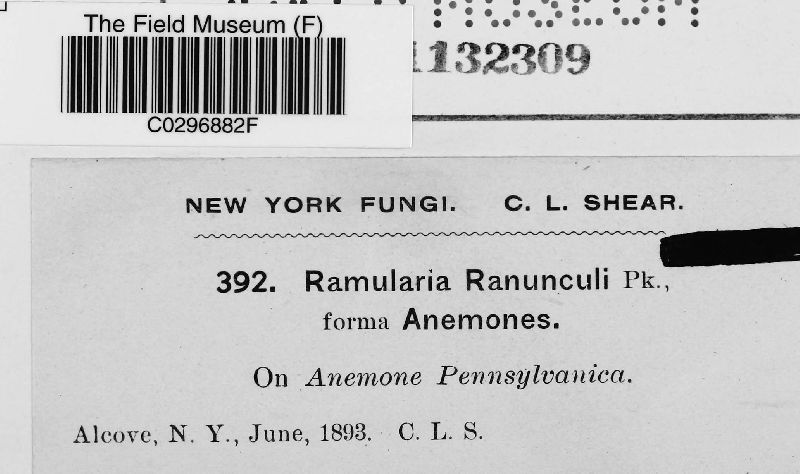 The Field Museum (F)
C0296882F
1132309
NEW YORK FUNGI. C. L. SHEAR.
392. Ramularia Ranunculi Pk.,
forma Anemones.
On Anemone Pennsylvanica.
Alcove, N. Y., June, 1893. C. L. S.